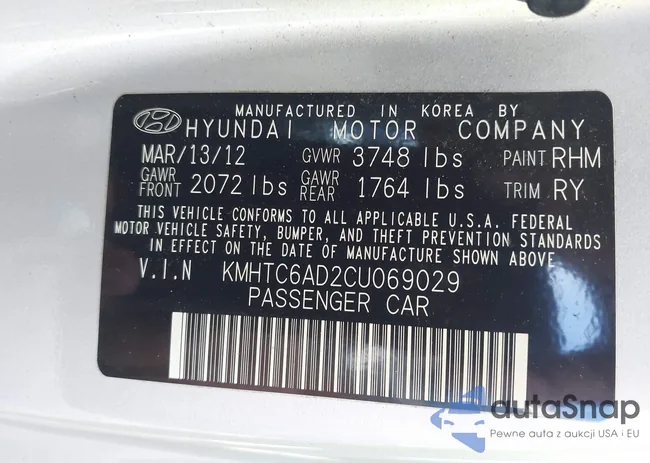 MANUFACTURED IN KOREA BY
HYUNDAI MOTOR COMPANY
MAR/13/12 GVWR 3748 lbs PAINT RHM
GAWR FRONT 2072 lbs GAWR REAR 1764 lbs TRIM RY
THIS VEHICLE CONFORMS TO ALL APPLICABLE U.S.A. FEDERAL
MOTOR VEHICLE SAFETY, BUMPER, AND THEFT PREVENTION STANDARDS
IN EFFECT ON THE DATE OF MANUFACTURE SHOWN ABOVE.
V.I.N KMHTC6AD2CU069029
PASSENGER CAR
autaSnap
Pewne auta z aukcji USA i EU